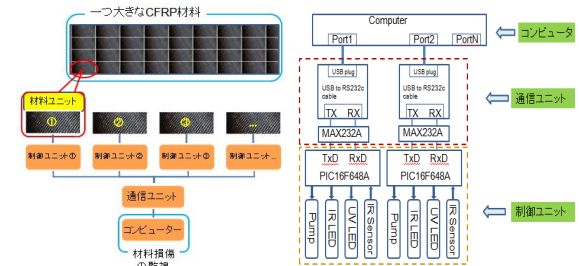 一つ大きなCFRP材料
材料ユニット
① ② ③ ...
制御ユニット① 制御ユニット② 制御ユニット③ 制御ユニット...
通信ユニット
コンピューター
材料損傷
の監視
Computer
Port1 Port2 PortN
USB plug USB plug
USB to RS232c USB to RS232c
cable cable
TX RX TX RX
MAX232A MAX232A
TxD RxD TxD RxD
PIC16F648A PIC16F648A
Pump IR LED UV LED IR Sensor Pump IR LED UV LED IR Sensor
コンピュータ
通信ユニット
制御ユニット